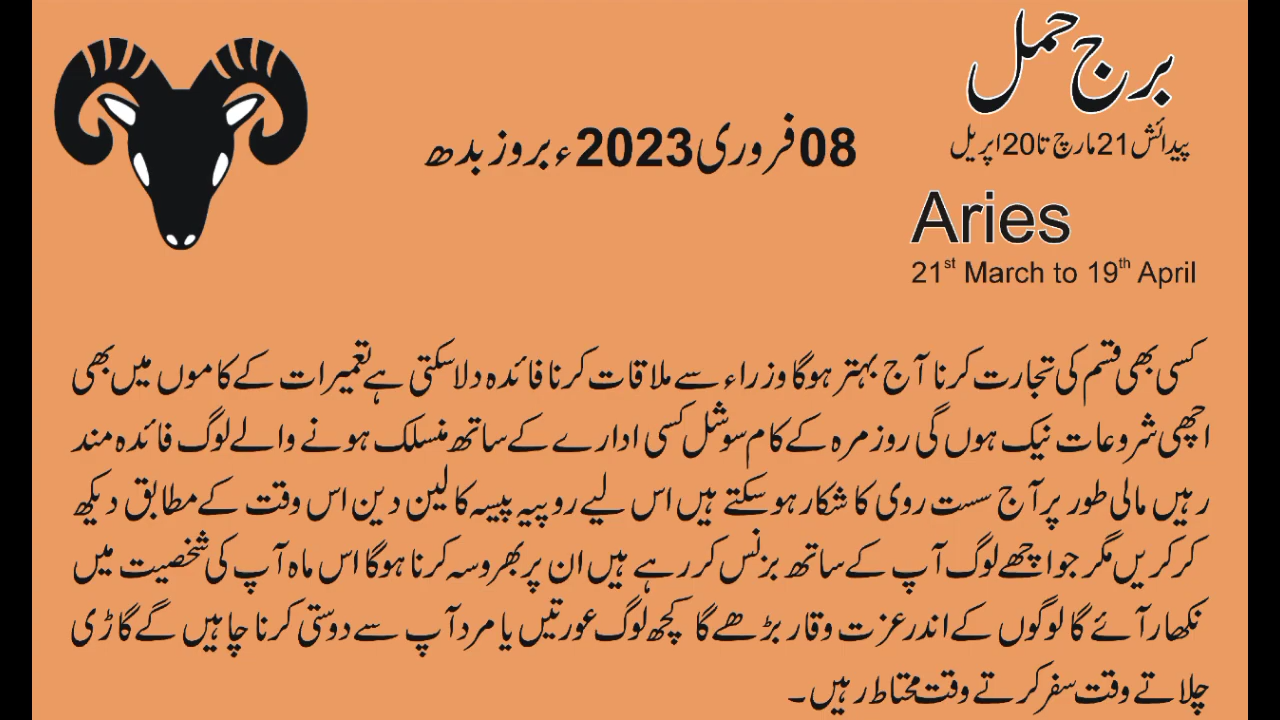 برج حمل
پیدائش 21 مارچ تا 20 اپریل
08 فروری 2023ء بروز بدھ
Aries
21st March to 19th April
کسی بھی قسم کی تجارت کرنا آج بہتر ہوگا وزراء سے ملاقات کرنا فائدہ دلا سکتی ہے تعمیرات کے کاموں میں بھی
اچھی شروعات نیک ہوں گی روز مرہ کے کام سوشل کسی ادارے کے ساتھ منسلک ہونے والے لوگ فائدہ مند
رہیں مالی طور پر آج سست روی کا شکار ہو سکتے ہیں اس لیے روپیہ پیسہ کا لین دین اس وقت کے مطابق دیکھ
کر کریں مگر جو اچھے لوگ آپ کے ساتھ بزنس کر رہے ہیں ان پر بھروسہ کرنا ہوگا اس ماہ آپ کی شخصیت میں
نکھار آئے گا لوگوں کے اندر عزت وقار بڑھے گا کچھ لوگ عورتیں یا مرد آپ سے دوستی کرنا چاہیں گے گاڑی
چلاتے وقت سفر کرتے وقت محتاط رہیں۔